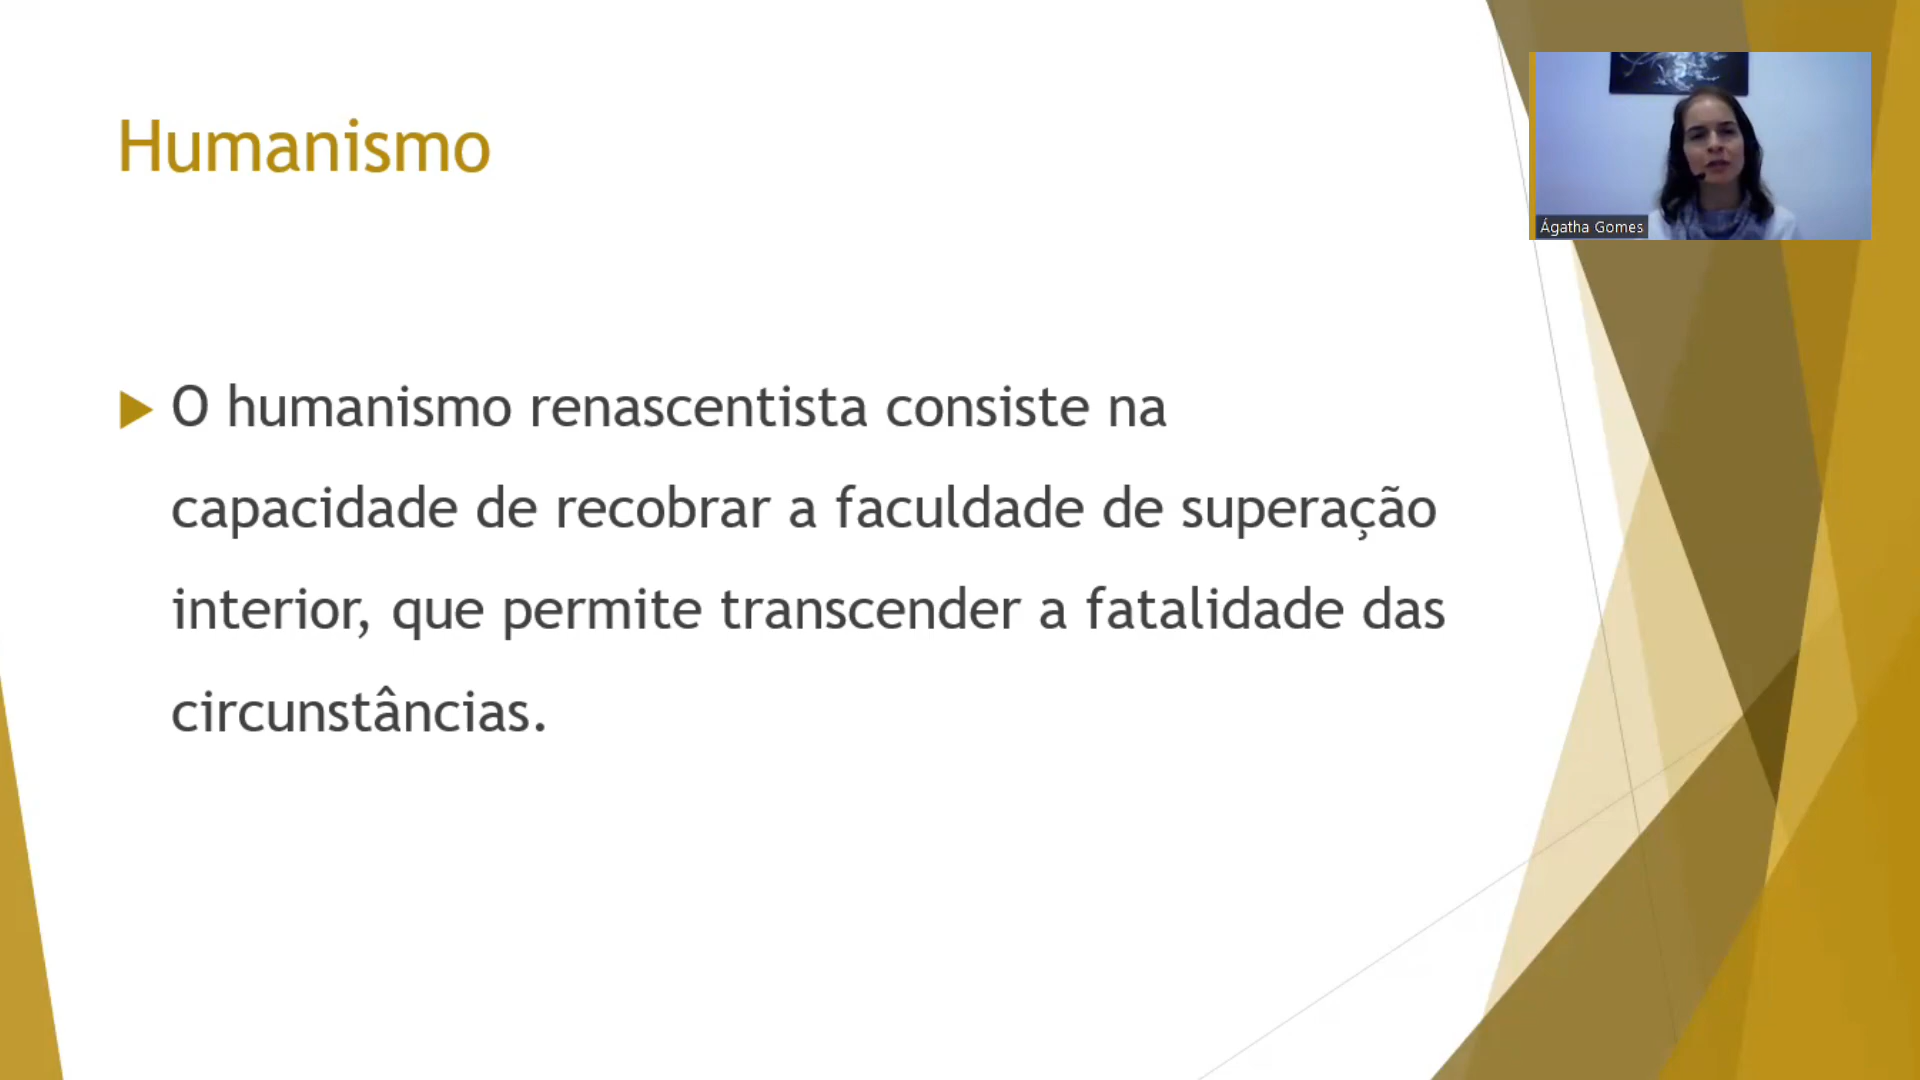 Humanismo
Ágatha Gomes
O humanismo renascentista consiste na
capacidade de recobrar a faculdade de superação
interior, que permite transcender a fatalidade das
circunstâncias.